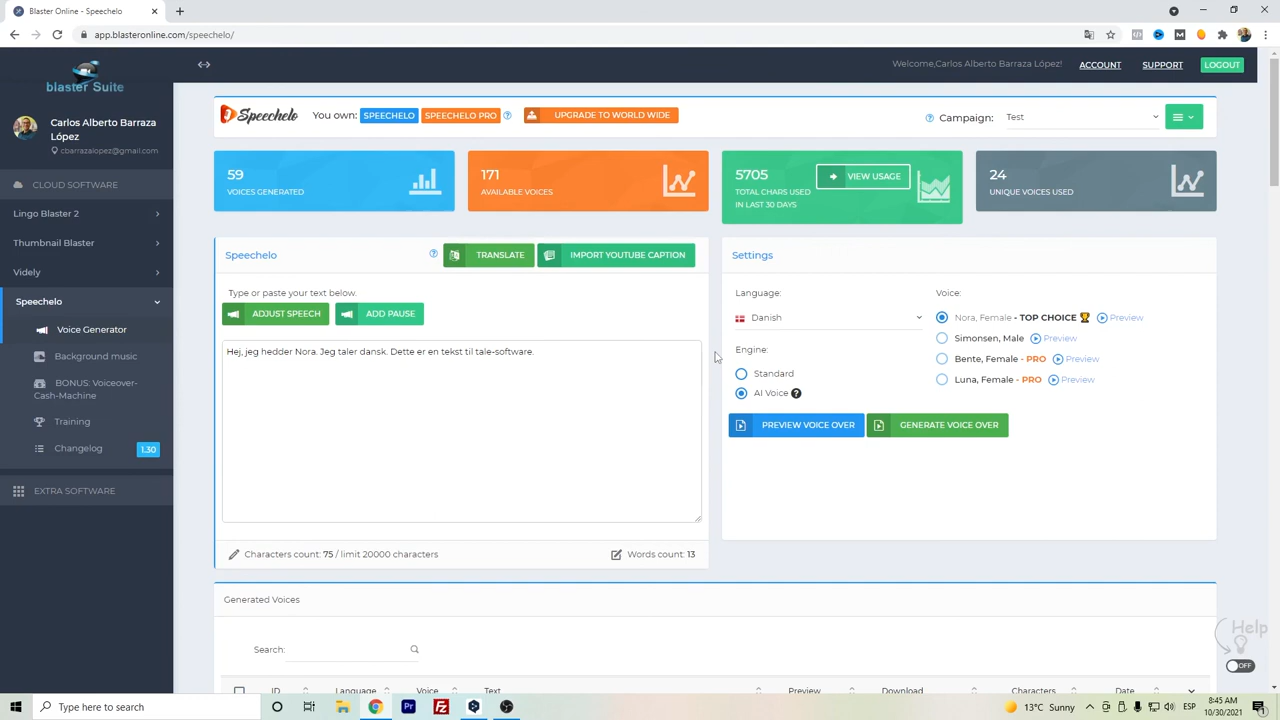 Blaster Online - Speechelo
app.blasteronline.com/speechelo/
blaster Suite
Welcome,Carlos Alberto Barraza López!
ACCOUNT
SUPPORT
LOGOUT
Carlos Alberto Barraza
López
cbarrazalopez@gmail.com
CLOUD SOFTWARE
Lingo Blaster 2
Thumbnail Blaster
Videly
Speechelo
Voice Generator
Background music
BONUS: Voiceover-
Cash-Machine
Training
Changelog
1.30
EXTRA SOFTWARE
Speechelo
You own:
SPEECHELO
SPEECHELO PRO
UPGRADE TO WORLD WIDE
Campaign:
Test
59
VOICES GENERATED
171
AVAILABLE VOICES
5705
TOTAL CHARS USED
IN LAST 30 DAYS
VIEW USAGE
24
UNIQUE VOICES USED
Speechelo
TRANSLATE
IMPORT YOUTUBE CAPTION
Type or paste your text below.
ADJUST SPEECH
ADD PAUSE
Hej, jeg hedder Nora. Jeg taler dansk. Dette er en tekst til tale-software.
Characters count: 75 / limit 20000 characters
Words count: 13
Settings
Language:
Danish
Engine:
Standard
AI Voice
Voice:
Nora, Female - TOP CHOICE
Preview
Simonsen, Male
Preview
Bente, Female - PRO
Preview
Luna, Female - PRO
Preview
PREVIEW VOICE OVER
GENERATE VOICE OVER
Generated Voices
Search:
ID
Language
Voice
Text
Preview
Download
Characters
Date
Help
OFF
Type here to search
13°C Sunny
ESP
8:45 AM
10/30/2021